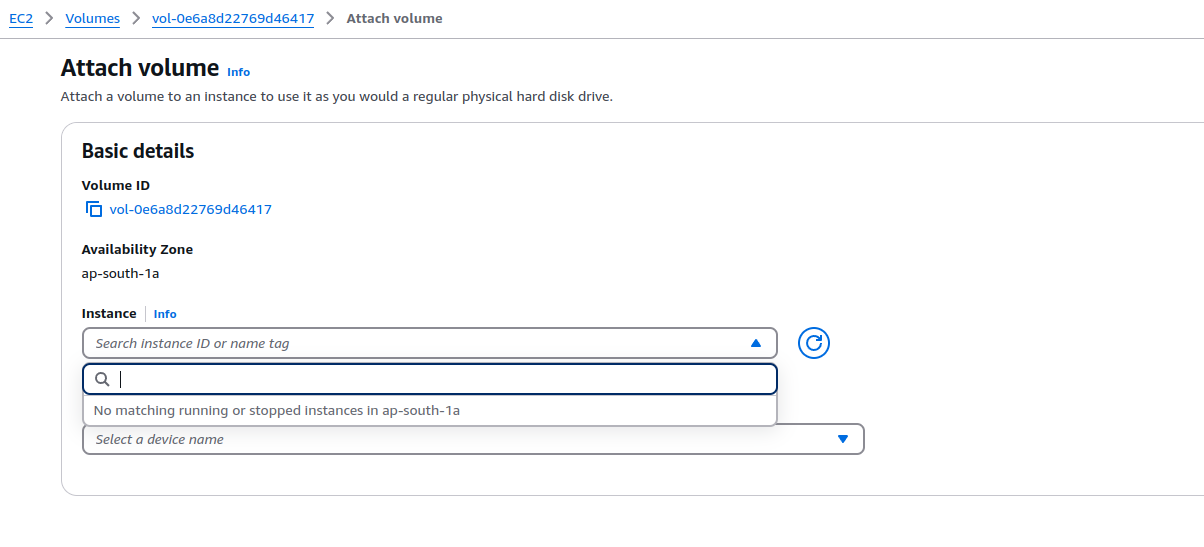 EC2 > Volumes > vol-0e6a8d22769d46417 > Attach volume
Attach volume Info
Attach a volume to an instance to use it as you would a regular physical hard disk drive.
Basic details
Volume ID
vol-0e6a8d22769d46417
Availability Zone
ap-south-1a
Instance | Info
Search instance ID or name tag
No matching running or stopped instances in ap-south-1a
Select a device name